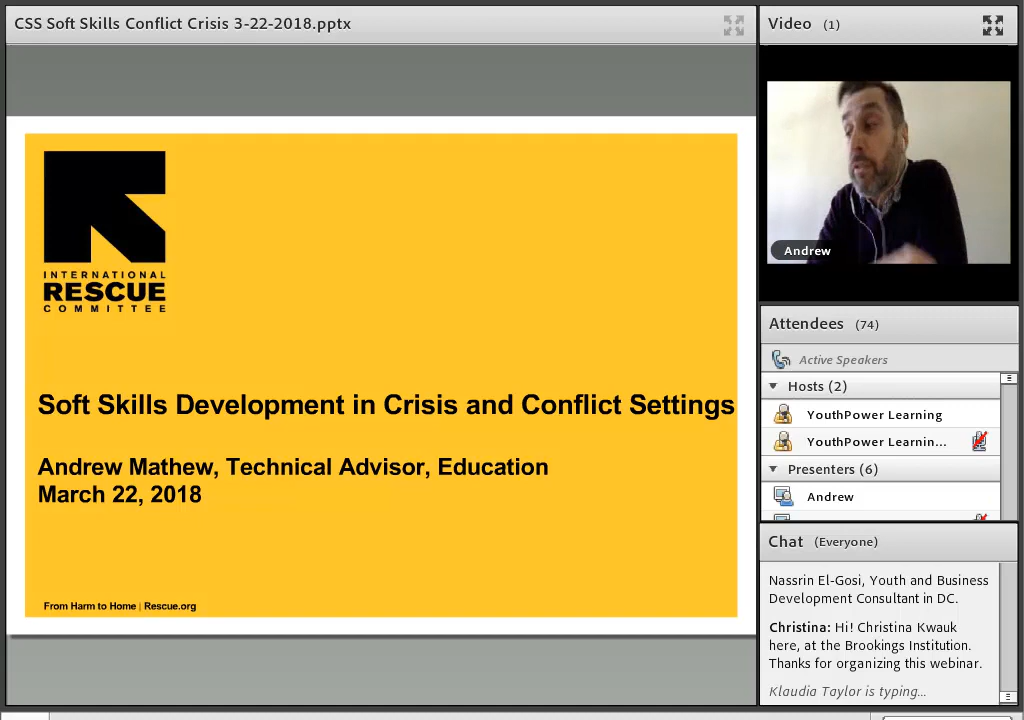 CSS Soft Skills Conflict Crisis 3-22-2018.pptx
INTERNATIONAL
RESCUE
COMMITTEE
Soft Skills Development in Crisis and Conflict Settings
Andrew Mathew, Technical Advisor, Education
March 22, 2018
From Harm to Home | Rescue.org
Video (1)
Andrew
Attendees (74)
Active Speakers
Hosts (2)
YouthPower Learning
YouthPower Learnin...
Presenters (6)
Andrew
Chat (Everyone)
Nassrin El-Gosi, Youth and Business
Development Consultant in DC.
Christina: Hi! Christina Kwauk
here, at the Brookings Institution.
Thanks for organizing this webinar.
Klaudia Taylor is typing...